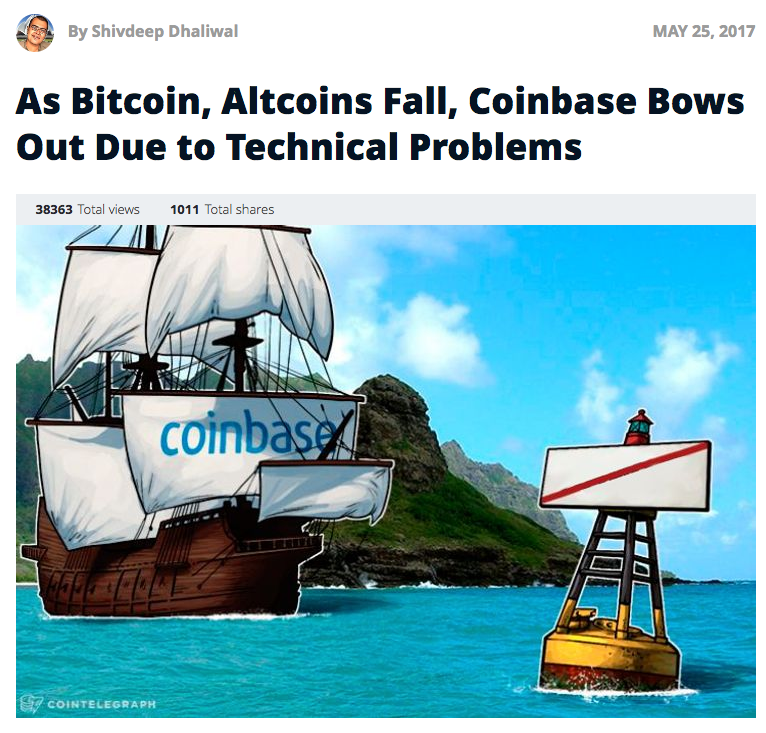 By Shivdeep Dhaliwal
MAY 25, 2017
As Bitcoin, Altcoins Fall, Coinbase Bows
Out Due to Technical Problems
38363 Total views 1011 Total shares
coinbase
COINTELEGRAPH